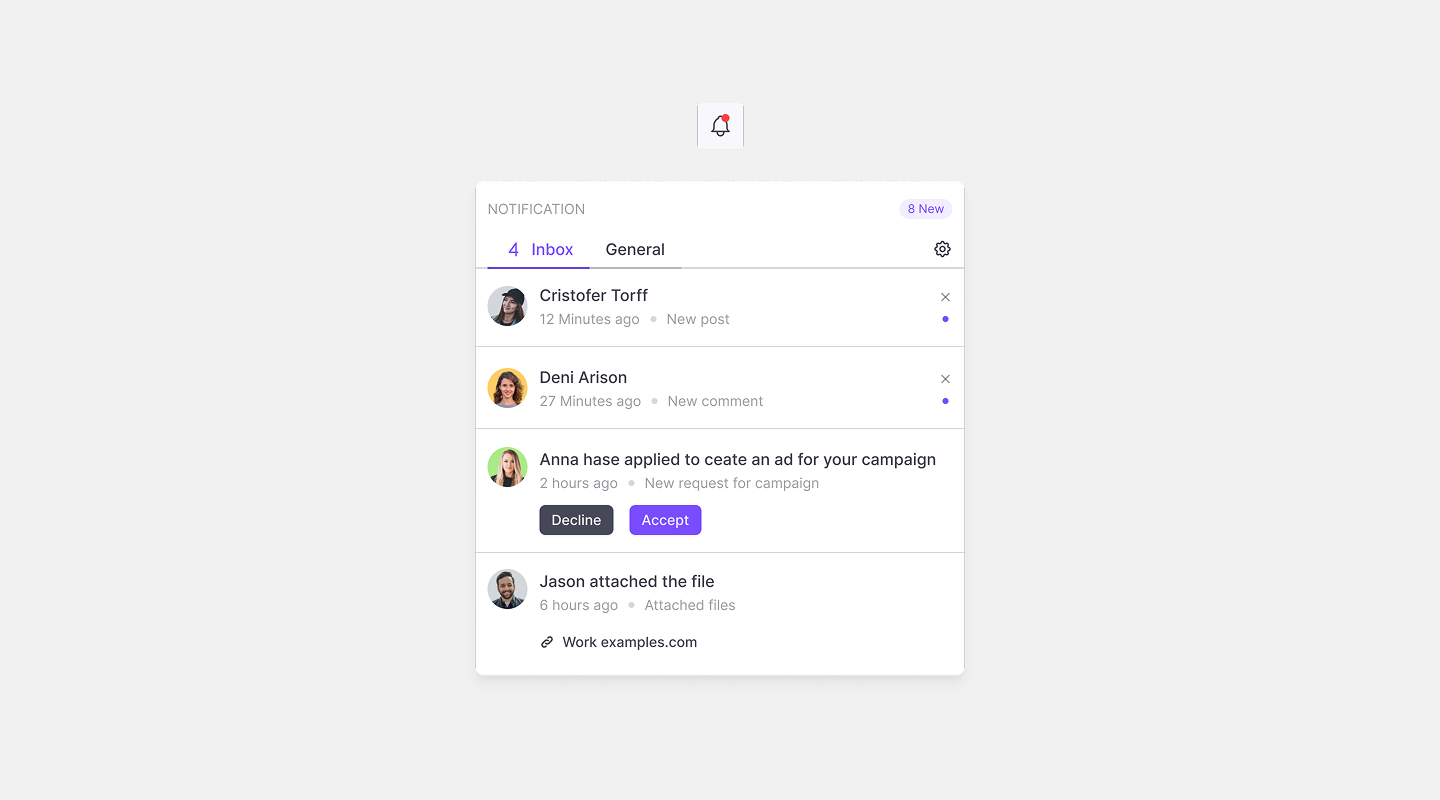 NOTIFICATION
8 New
4 Inbox
General
Cristofer Torff
12 Minutes ago
New post
Deni Arison
27 Minutes ago
New comment
Anna hase applied to ceate an ad for your campaign
2 hours ago
New request for campaign
Decline
Accept
Jason attached the file
6 hours ago
Attached files
Work examples.com